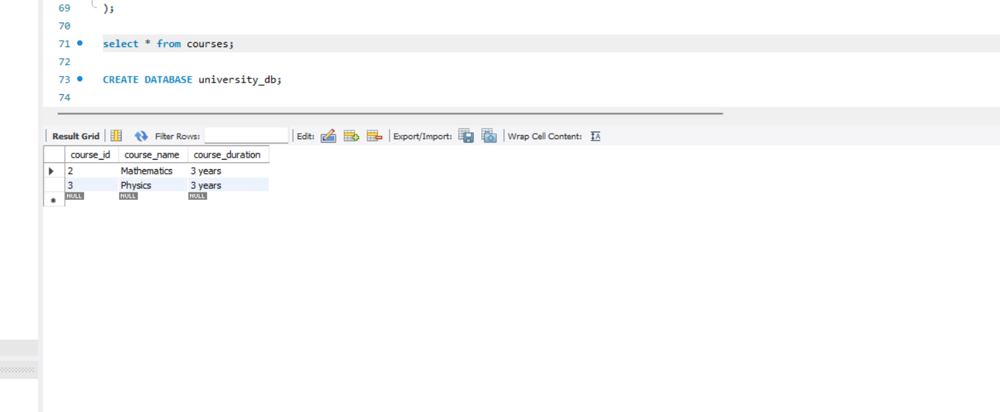 69 );
70
71 select * from courses;
72
73 CREATE DATABASE university_db;
74
Result Grid Filter Rows: Edit: Export/Import: Wrap Cell Content: IA
course_id course_name course_duration
2 Mathematics 3 years
3 Physics 3 years
NULL NULL NULL